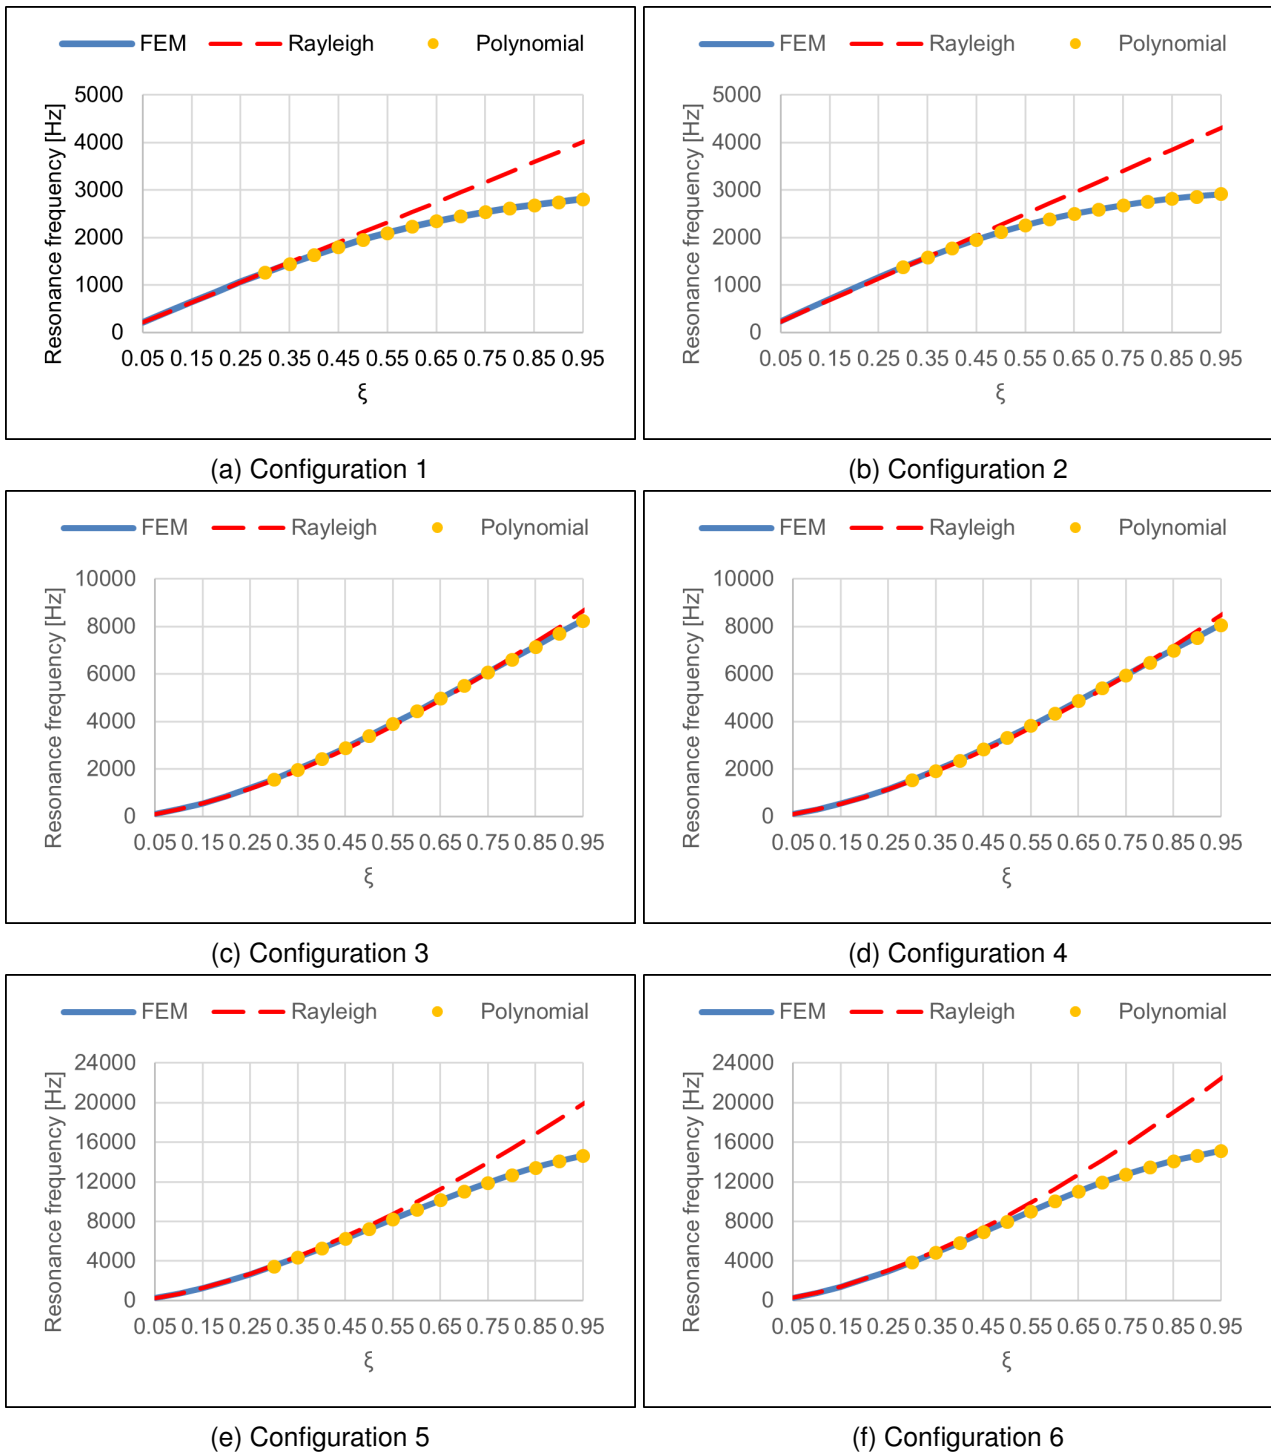 FEM Rayleigh Polynomial
Resonance frequency [Hz]
5000
4000
3000
2000
1000
0
0.05 0.15 0.25 0.35 0.45 0.55 0.65 0.75 0.85 0.95
ξ
(a) Configuration 1
FEM Rayleigh Polynomial
Resonance frequency [Hz]
5000
4000
3000
2000
1000
0
0.05 0.15 0.25 0.35 0.45 0.55 0.65 0.75 0.85 0.95
ξ
(b) Configuration 2
FEM Rayleigh Polynomial
Resonance frequency [Hz]
10000
8000
6000
4000
2000
0
0.05 0.15 0.25 0.35 0.45 0.55 0.65 0.75 0.85 0.95
ξ
(c) Configuration 3
FEM Rayleigh Polynomial
Resonance frequency [Hz]
10000
8000
6000
4000
2000
0
0.05 0.15 0.25 0.35 0.45 0.55 0.65 0.75 0.85 0.95
ξ
(d) Configuration 4
FEM Rayleigh Polynomial
Resonance frequency [Hz]
24000
20000
16000
12000
8000
4000
0
0.05 0.15 0.25 0.35 0.45 0.55 0.65 0.75 0.85 0.95
ξ
(e) Configuration 5
FEM Rayleigh Polynomial
Resonance frequency [Hz]
24000
20000
16000
12000
8000
4000
0
0.05 0.15 0.25 0.35 0.45 0.55 0.65 0.75 0.85 0.95
ξ
(f) Configuration 6